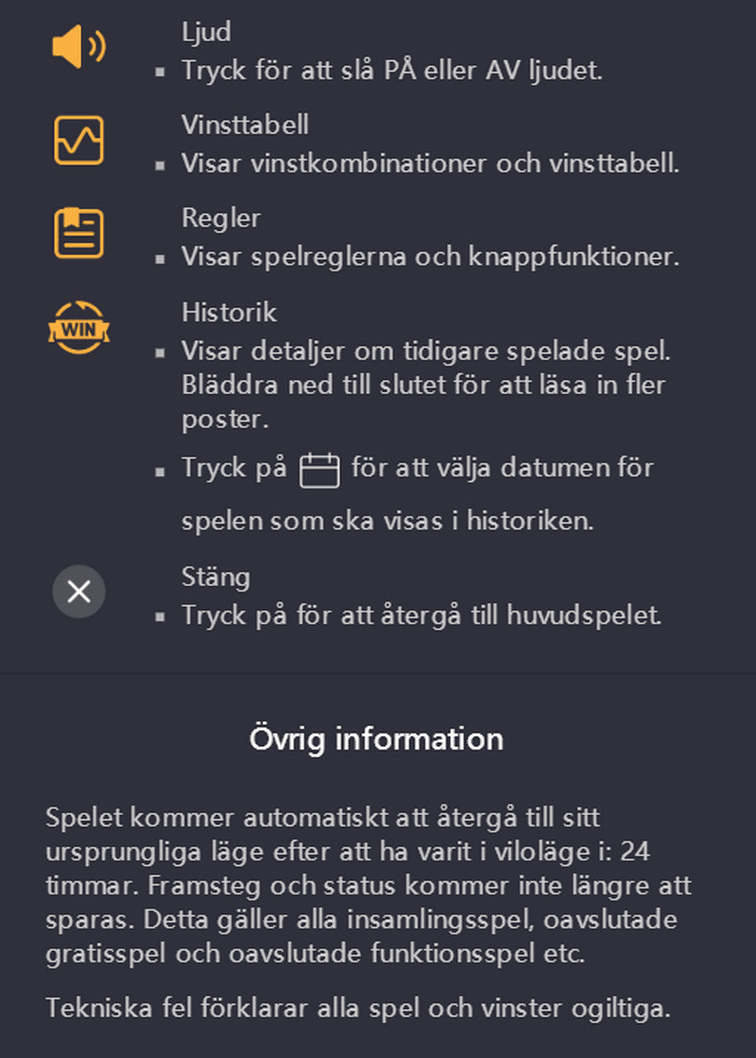 Ljud
▪ Tryck för att slå PÅ eller AV ljudet.
Vinsttabell
▪ Visar vinstkombinationer och vinsttabell.
Regler
▪ Visar spelreglerna och knappfunktioner.
WIN
Historik
▪ Visar detaljer om tidigare spelade spel.
Bläddra ned till slutet för att läsa in fler
poster.
▪ Tryck på för att välja datumen för
spelen som ska visas i historiken.
Stäng
▪ Tryck på för att återgå till huvudspelet.
Övrig information
Spelet kommer automatiskt att återgå till sitt
ursprungliga läge efter att ha varit i viloläge i: 24
timmar. Framsteg och status kommer inte längre att
sparas. Detta gäller alla insamlingsspel, oavslutade
gratisspel och oavslutade funktionsspel etc.
Tekniska fel förklarar alla spel och vinster ogiltiga.